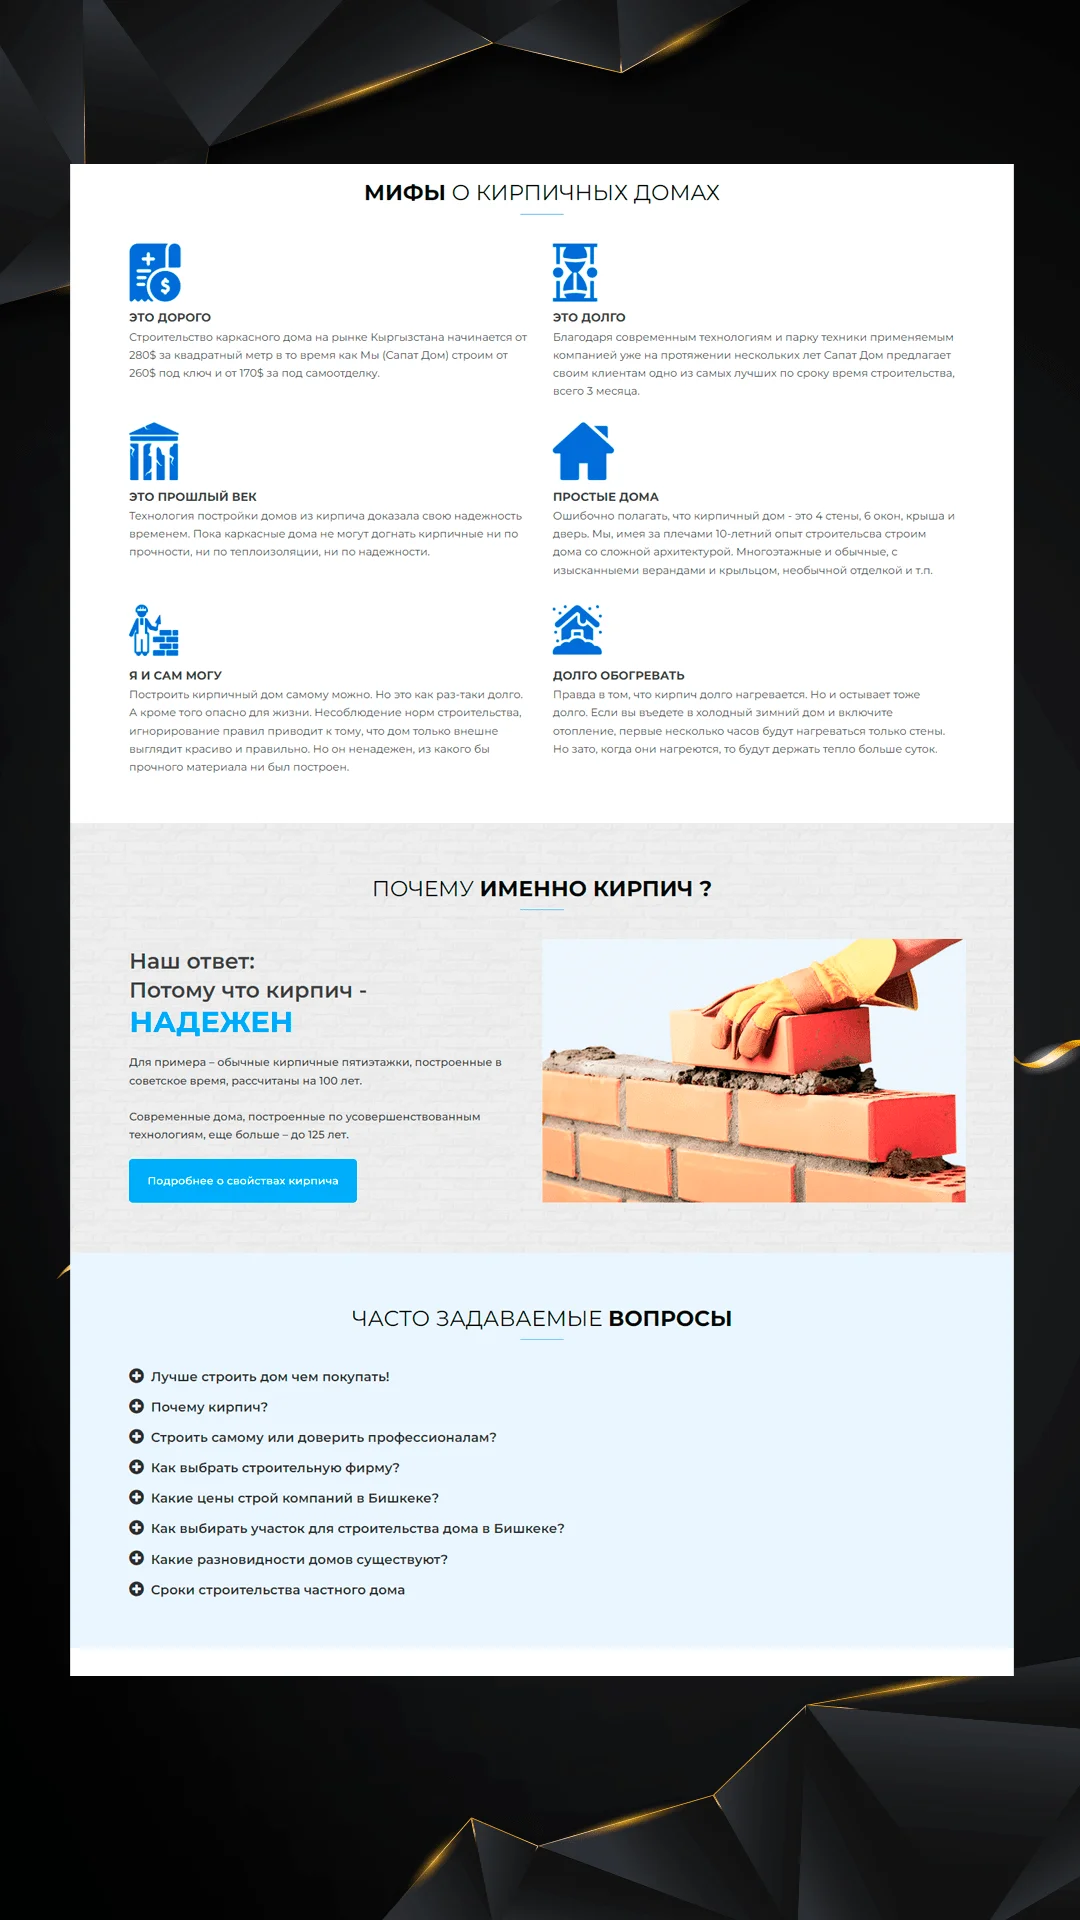 МИФЫ О КИРПИЧНЫХ ДОМАХ
ЭТО ДОРОГО
Строительство каркасного дома на рынке Кыргызстана начинается от
280$ за квадратный метр в то время как Мы (Сапат Дом) строим от
260$ под ключ и от 170$ за под самоотделку.
ЭТО ДОЛГО
Благодаря современным технологиям и парку техники применяемым
компанией уже на протяжении нескольких лет Сапат Дом предлагает
своим клиентам одно из самых лучших по сроку время строительства,
всего 3 месяца.
ЭТО ПРОШЛЫЙ ВЕК
Технология постройки домов из кирпича доказала свою надежность
временем. Пока каркасные дома не могут догнать кирпичные ни по
прочности, ни по теплоизоляции, ни по надежности.
ПРОСТЫЕ ДОМА
Ошибочно полагать, что кирпичный дом - это 4 стены, 6 окон, крыша и
дверь. Мы, имея за плечами 10-летний опыт строительсва строим
дома со сложной архитектурой. Многоэтажные и обычные, с
изысканныеми верандами и крыльцом, необычной отделкой и т.п.
Я И САМ МОГУ
Построить кирпичный дом самому можно. Но это как раз-таки долго.
А кроме того опасно для жизни. Несоблюдение норм строительства,
игнорирование правил приводит к тому, что дом только внешне
выглядит красиво и правильно. Но он ненадежен, из какого бы
прочного материала ни был построен.
ДОЛГО ОБОГРЕВАТЬ
Правда в том, что кирпич долго нагревается. Но и остывает тоже
долго. Если вы въедете в холодный зимний дом и включите
отопление, первые несколько часов будут нагреваться только стены.
Но зато, когда они нагреются, то будут держать тепло больше суток.
ПОЧЕМУ ИМЕННО КИРПИЧ ?
Наш ответ:
Потому что кирпич -
НАДЕЖЕН
Для примера – обычные кирпичные пятиэтажки, построенные в
советское время, рассчитаны на 100 лет.
Современные дома, построенные по усовершенствованным
технологиям, еще больше – до 125 лет.
Подробнее о свойствах кирпича
ЧАСТО ЗАДАВАЕМЫЕ ВОПРОСЫ
Лучше строить дом чем покупать!
Почему кирпич?
Строить самому или доверить профессионалам?
Как выбрать строительную фирму?
Какие цены строй компаний в Бишкеке?
Как выбирать участок для строительства дома в Бишкеке?
Какие разновидности домов существуют?
Сроки строительства частного дома